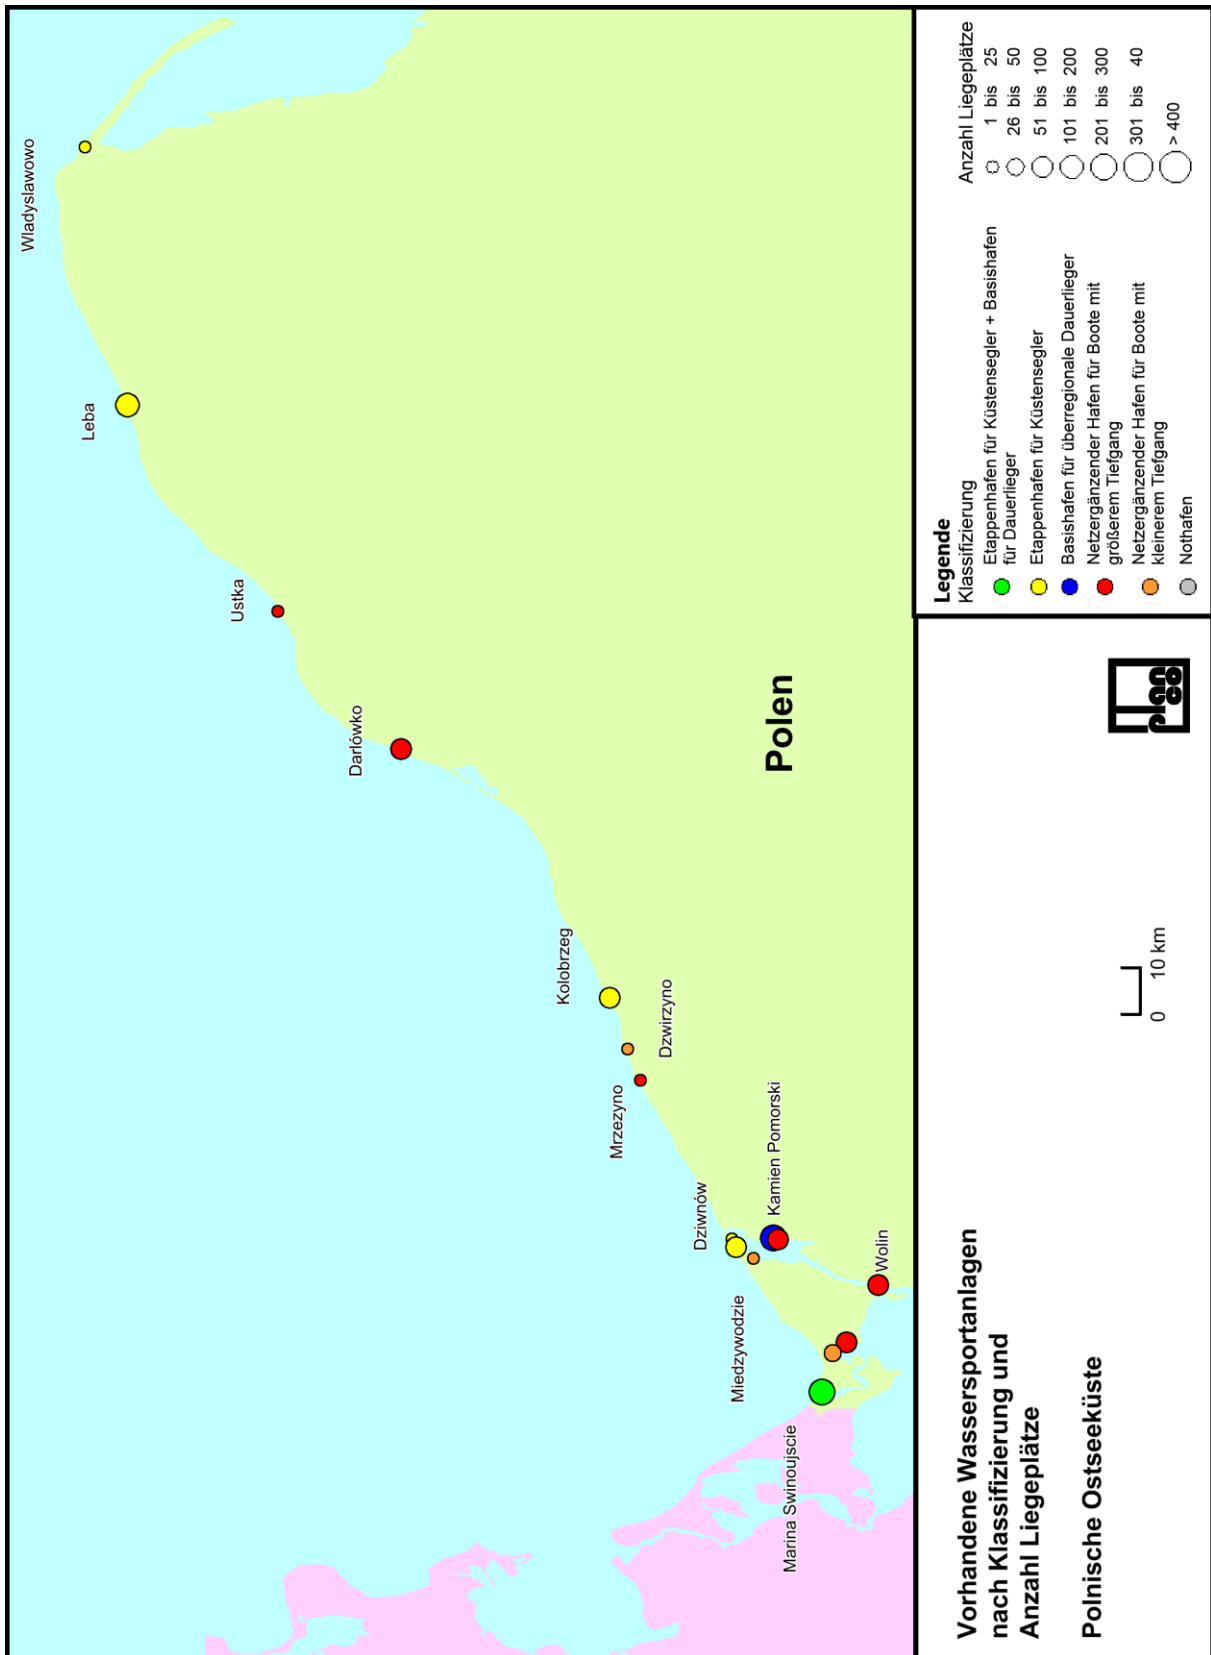 Wladyslawowo
Leba
Ustka
Darlówko
Kolobrzeg
Dzwirzyno
Mrzezyno
Dziwnów
Kamien Pomorski
Wolin
Miedzywodzie
Marina Swinoujscie
Polen
Vorhandene Wassersportanlagen
nach Klassifizierung und
Anzahl Liegeplätze
Polnische Ostseeküste
0 10 km
plan
co
Legende
Klassifizierung
Etappenhafen für Küstensegler + Basishafen
für Dauerlieger
Etappenhafen für Küstensegler
Basishafen für überregionale Dauerlieger
Netzergänzender Hafen für Boote mit
größerem Tiefgang
Netzergänzender Hafen für Boote mit
kleinerem Tiefgang
Nothafen
Anzahl Liegeplätze
1 bis 25
26 bis 50
51 bis 100
101 bis 200
201 bis 300
301 bis 40
> 400